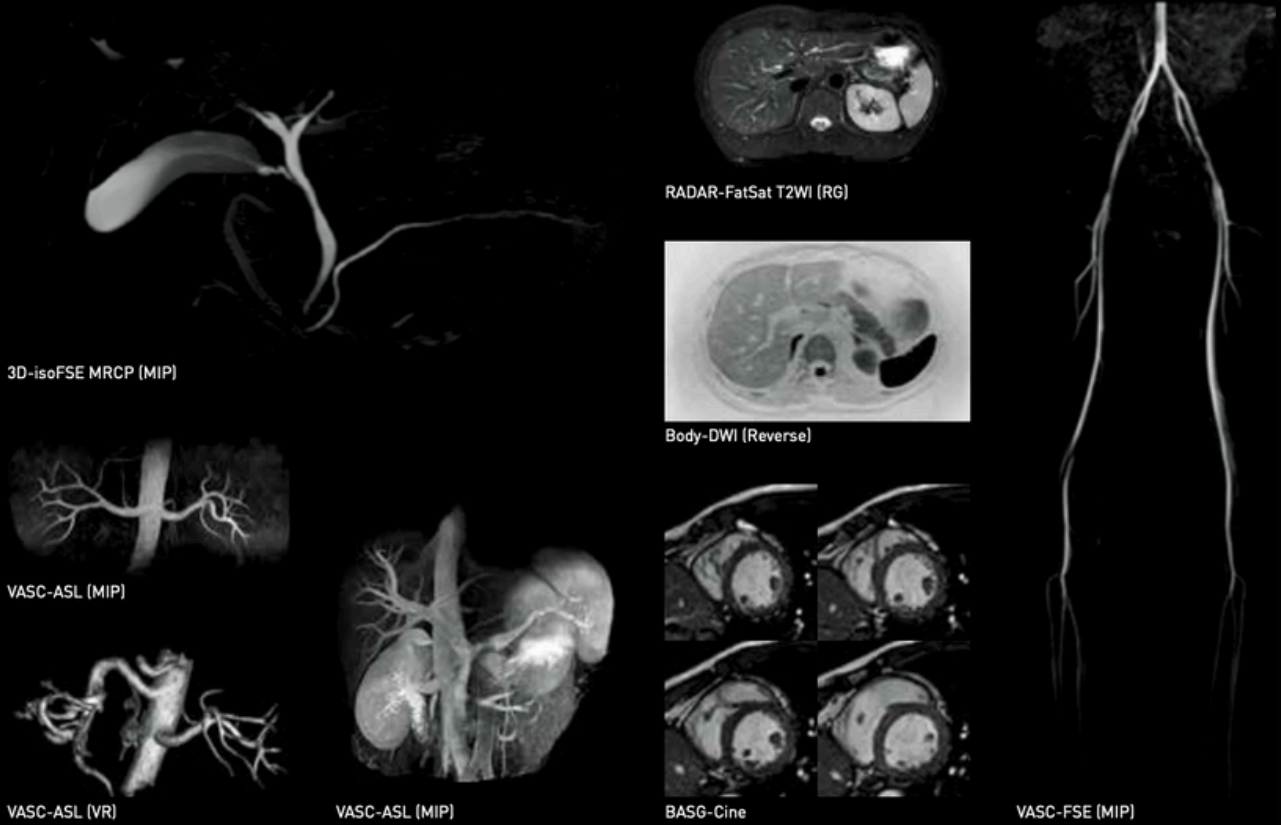 3D-isoFSE MRCP (MIP)
VASC-ASL (MIP)
VASC-ASL (VR)
VASC-ASL (MIP)
RADAR-FatSat T2WI (RG)
Body-DWI (Reverse)
BASG-Cine
VASC-FSE (MIP)